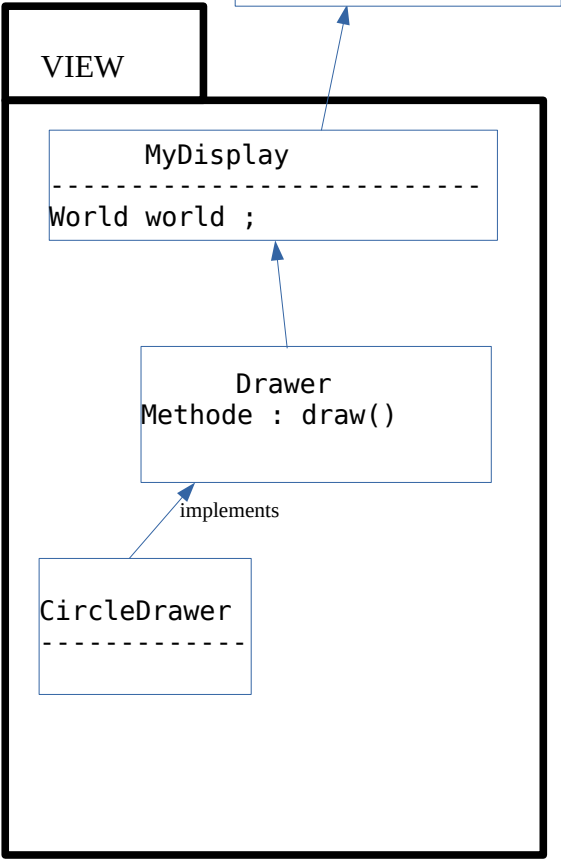 VIEW
MyDisplay
---------------------------
World world ;
Drawer
Methode : draw()
implements
CircleDrawer
-------------